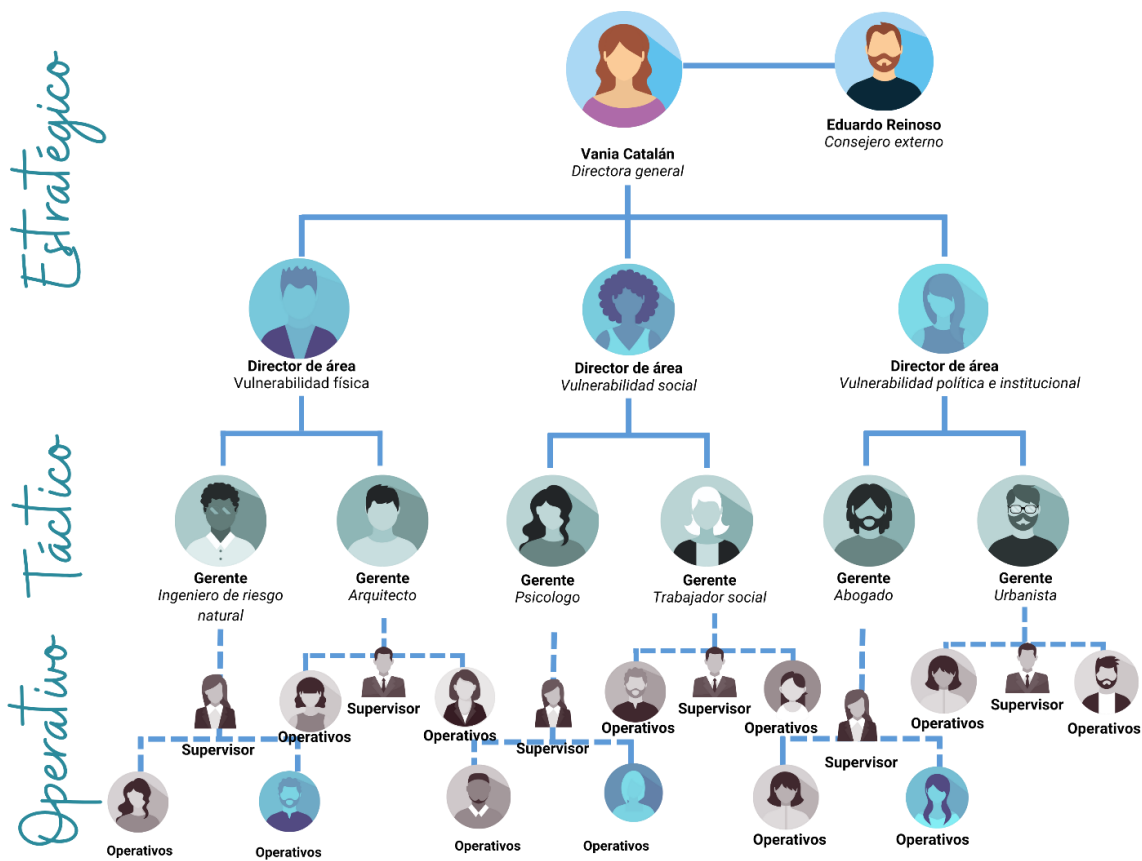 Estratégico
Eduardo Reinoso
Consejero externo
Vania Catalán
Directora general
Director de área
Vulnerabilidad física
Director de área
Vulnerabilidad social
Director de área
Vulnerabilidad política e institucional
Táctico
Gerente
Ingeniero de riesgo
natural
Gerente
Arquitecto
Gerente
Psicologo
Gerente
Trabajador social
Gerente
Abogado
Gerente
Urbanista
Operativo
Supervisor
Operativos
Supervisor
Operativos
Supervisor
Operativos
Supervisor
Operativos
Supervisor
Operativos
Supervisor
Operativos
Operativos
Operativos
Operativos
Operativos
Operativos
Operativos